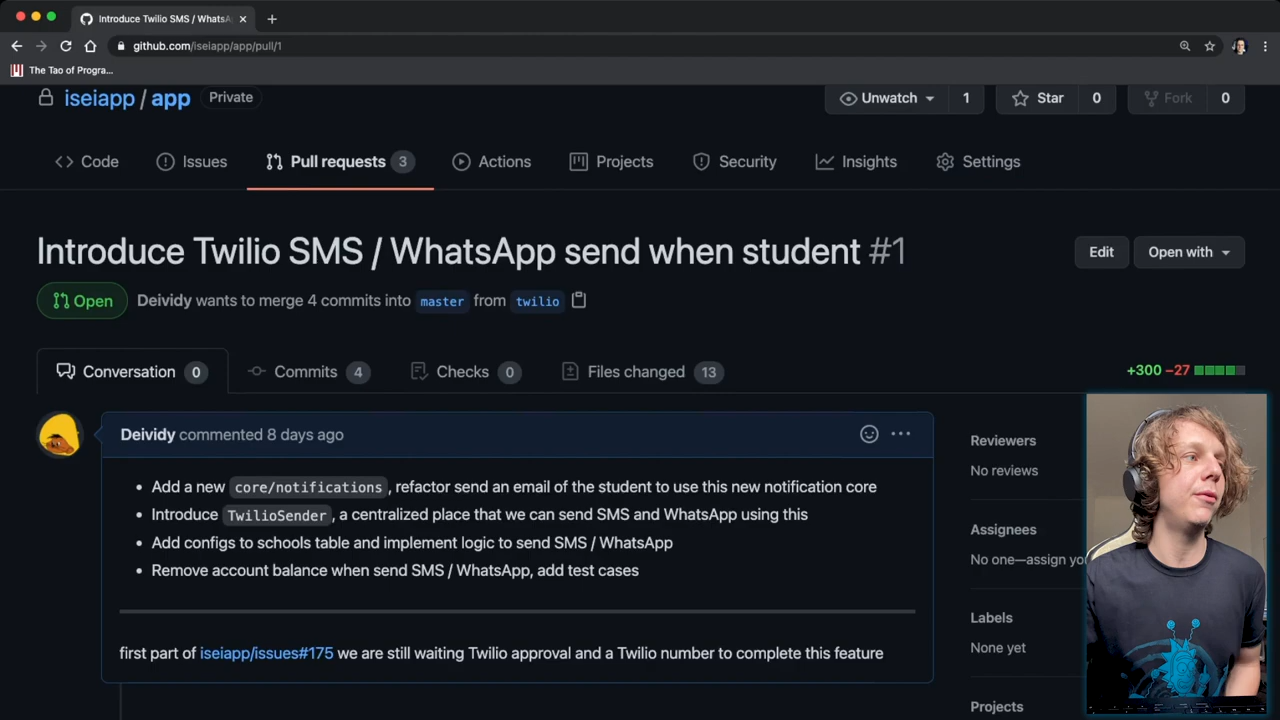 Introduce Twilio SMS / WhatsA
github.com/iseiapp/app/pull/1
The Tao of Progra...
iseiapp / app Private
Unwatch 1 Star 0 Fork 0
Code Issues Pull requests 3 Actions Projects Security Insights Settings
Introduce Twilio SMS / WhatsApp send when student #1
Edit Open with
Open Deividy wants to merge 4 commits into master from twilio
Conversation 0 Commits 4 Checks 0 Files changed 13
+300 −27
Deividy commented 8 days ago
Reviewers
No reviews
• Add a new core/notifications, refactor send an email of the student to use this new notification core
• Introduce TwilioSender, a centralized place that we can send SMS and WhatsApp using this
• Add configs to schools table and implement logic to send SMS / WhatsApp
• Remove account balance when send SMS / WhatsApp, add test cases
Assignees
No one—assign yo
Labels
None yet
first part of iseiapp/issues#175 we are still waiting Twilio approval and a Twilio number to complete this feature
Projects